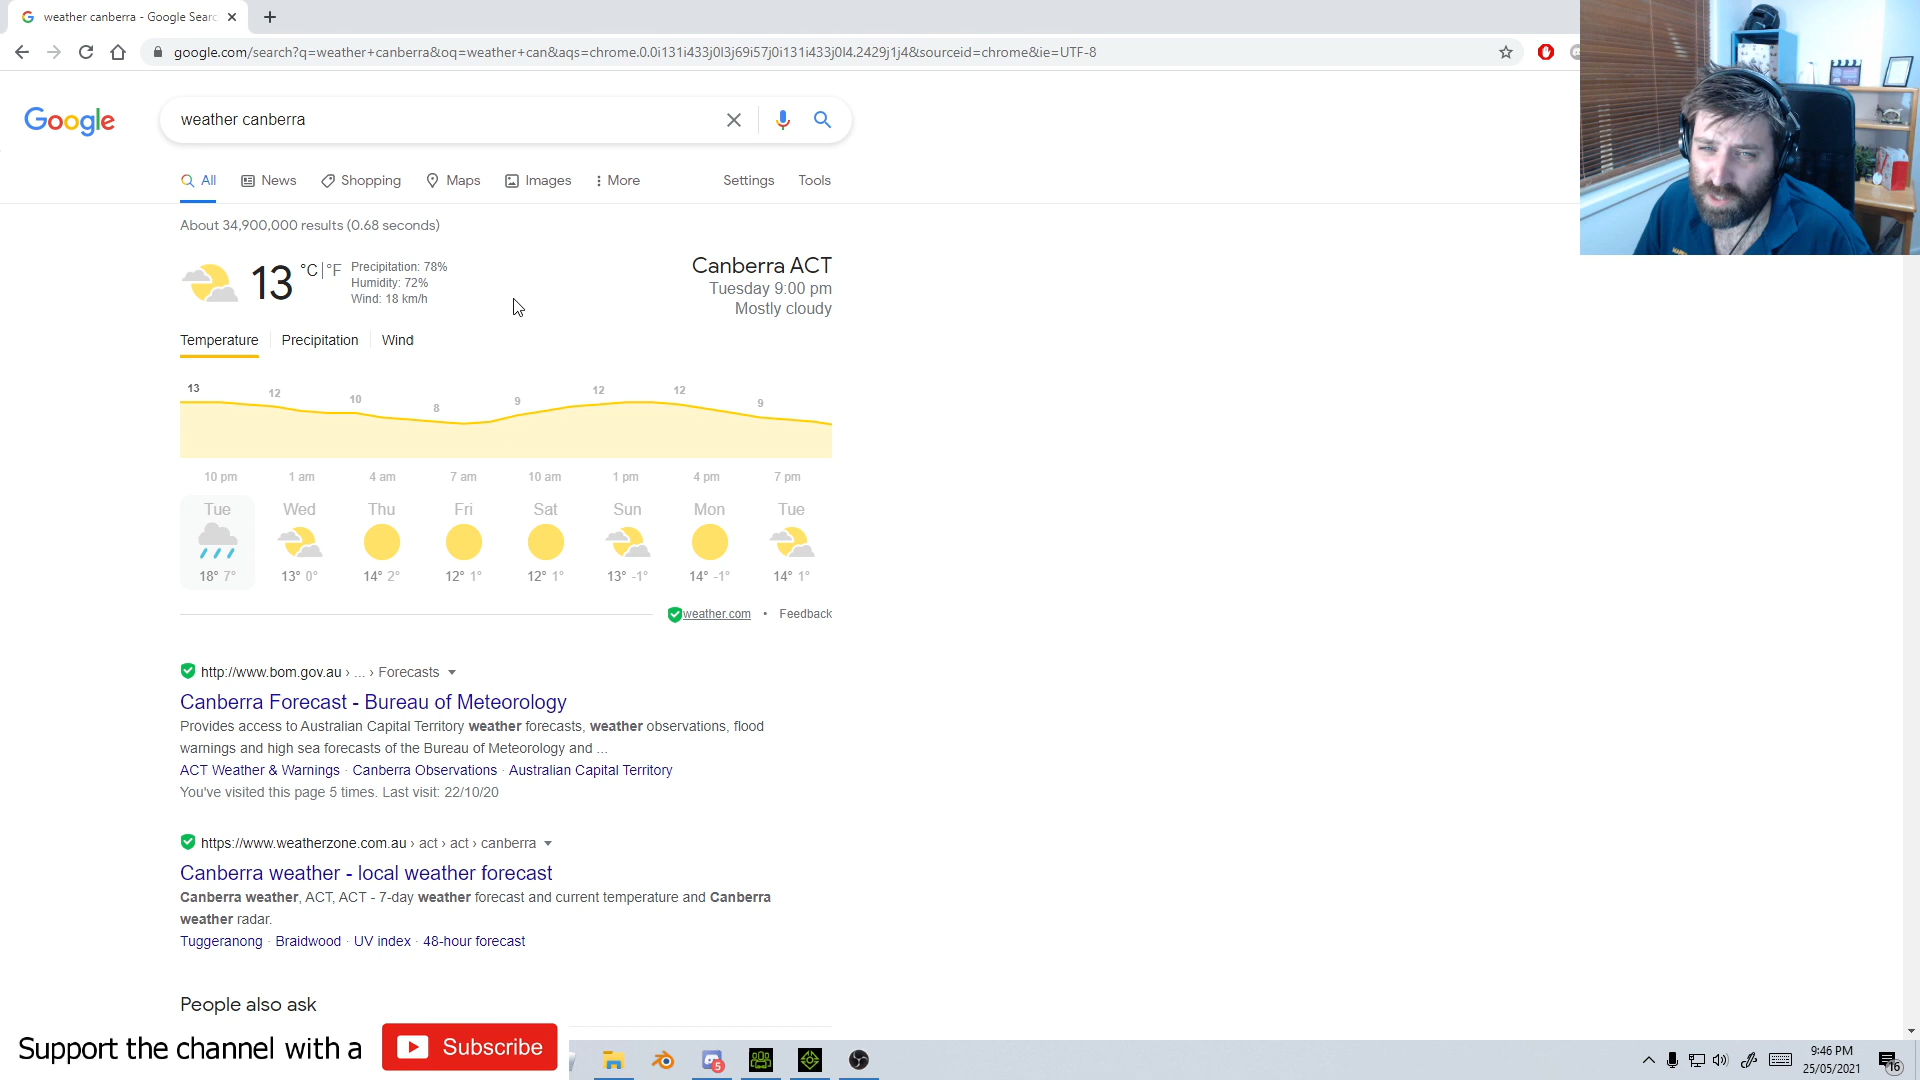 weather canberra - Google Searc
google.com/search?q=weather+canberra&oq=weather+can&aqs=chrome.0.0i131i433j0l3j69i57j0i131i433j0l4.2429j1j4&sourceid=chrome&ie=UTF-8
Google
weather canberra
All News Shopping Maps Images More Settings Tools
About 34,900,000 results (0.68 seconds)
13 °C | °F
Precipitation: 78%
Humidity: 72%
Wind: 18 km/h
Canberra ACT
Tuesday 9:00 pm
Mostly cloudy
Temperature Precipitation Wind
13 12 10 8 9 12 12 9
10 pm 1 am 4 am 7 am 10 am 1 pm 4 pm 7 pm
Tue Wed Thu Fri Sat Sun Mon Tue
18° 7° 13° 0° 14° 2° 12° 1° 12° 1° 13° -1° 14° -1° 14° 1°
weather.com • Feedback
http://www.bom.gov.au › ... › Forecasts
Canberra Forecast - Bureau of Meteorology
Provides access to Australian Capital Territory weather forecasts, weather observations, flood
warnings and high sea forecasts of the Bureau of Meteorology and ...
ACT Weather & Warnings · Canberra Observations · Australian Capital Territory
You've visited this page 5 times. Last visit: 22/10/20
https://www.weatherzone.com.au › act › act › canberra
Canberra weather - local weather forecast
Canberra weather, ACT, ACT - 7-day weather forecast and current temperature and Canberra
weather radar.
Tuggeranong · Braidwood · UV index · 48-hour forecast
People also ask
Support the channel with a Subscribe
5
9:46 PM
25/05/2021
16